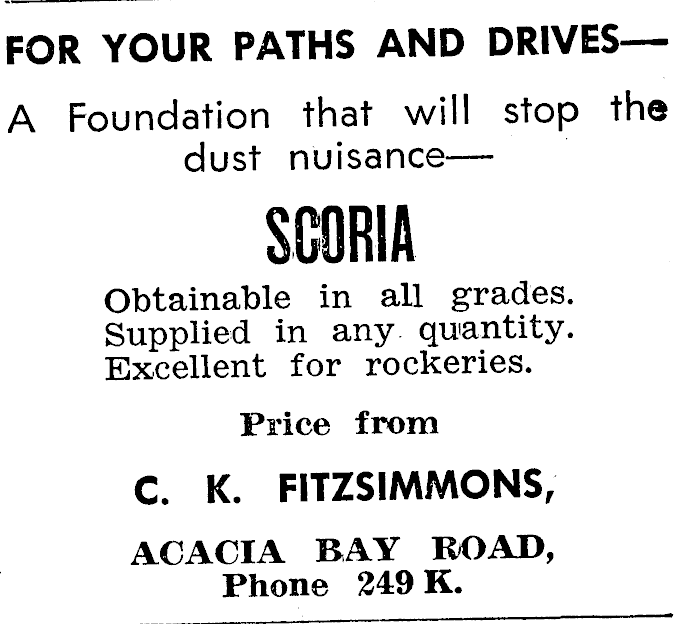 FOR YOUR PATHS AND DRIVES—
A Foundation that will stop the
dust nuisance—
SCORIA
Obtainable in all grades.
Supplied in any quantity.
Excellent for rockeries.
Price from
C. K. FITZSIMMONS,
ACACIA BAY ROAD,
Phone 249 K.